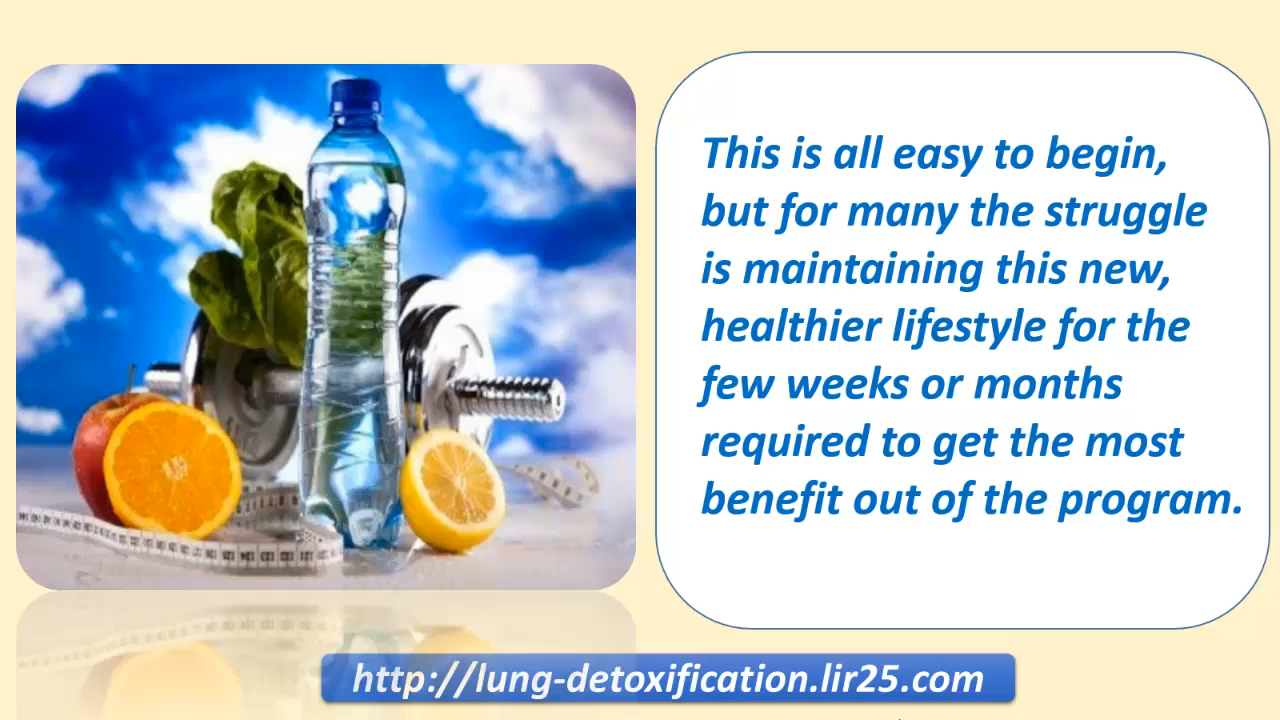 This is all easy to begin,
but for many the struggle
is maintaining this new,
healthier lifestyle for the
few weeks or months
required to get the most
benefit out of the program.
http://lung-detoxification.lir25.com